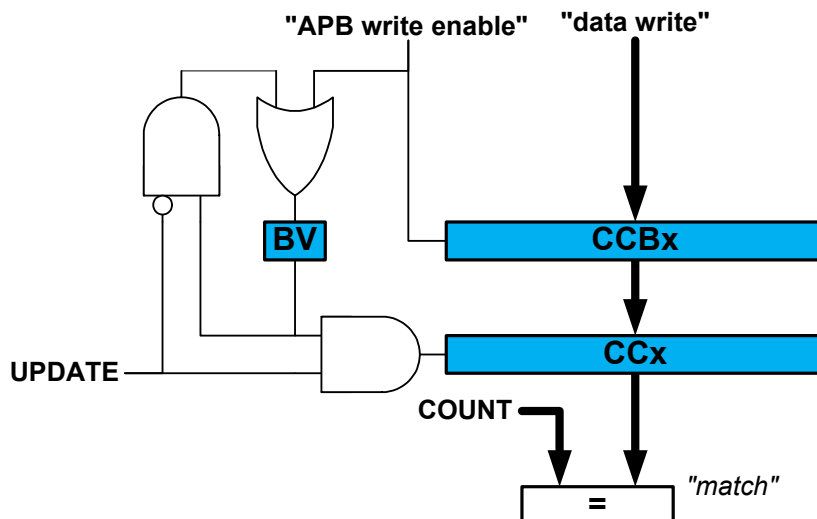 "APB write enable"
"data write"
BV
CCBx
CCx
UPDATE
COUNT
"match"
=